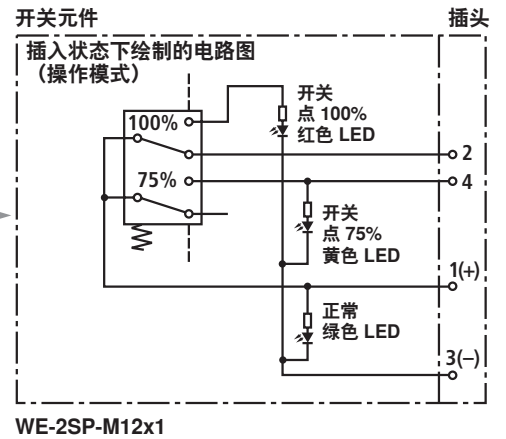 开关元件
插头
插入状态下绘制的电路图
（操作模式）
100%
75%
开关
点 100%
红色 LED
2
4
开关
点 75%
黄色 LED
1(+)
正常
绿色 LED
3(–)
WE-2SP-M12x1